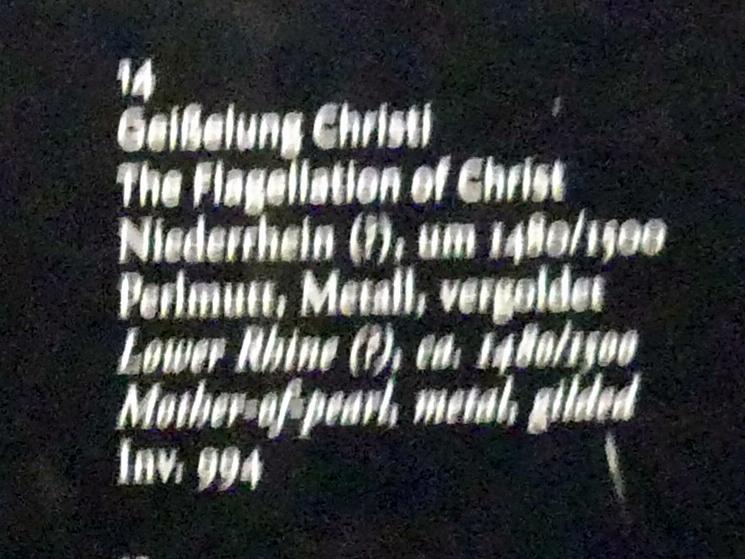 14
Geißelung Christi
The Flagellation of Christ
Niederrhein (?), um 1480/1500
Perlmutt, Metall, vergoldet
Lower Rhine (?), ca. 1480/1500
Mother-of-pearl, metal, gilded
Inv. 994